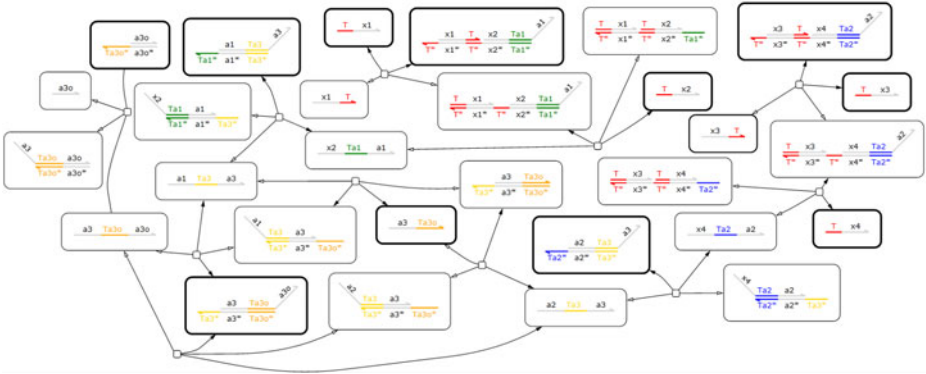 a3o
Ta3o* a3o*
a1 Ta3 a3
Ta1* a1* Ta3*
T x1
x1 T x2 Ta1 a1
T* x1* T* x2* Ta1*
x1 T x2 T
T* x1* T* x2* Ta1*
x3 T x4 Ta2 a2
T* x3* T* x4* Ta2*
a3o
x2 Ta1 a1
Ta1* a1* Ta3*
x1 T
T x1 x2 Ta1 a1
T* x1* T* x2* Ta1*
T x2
T x3
a3 Ta3o a3o
Ta3o* a3o*
x2 Ta1 a1
x3 T
T x3 x4 Ta2 a2
T* x3* T* x4* Ta2*
a1 Ta3 a3
a3 Ta3o
Ta3* a3* Ta3o*
T x3 T x4
T* x3* T* x4* Ta2*
a3 Ta3o a3o
a1 Ta3 a3
Ta3* a3* Ta3o*
a3 Ta3o
a2 Ta3 a3
Ta2* a2* Ta3*
x4 Ta2 a2
T x4
a3 Ta3o a3o
Ta3* a3* Ta3o*
a2 Ta3 a3
Ta3* a3* Ta3o*
a2 Ta3 a3
x4 Ta2 a2
Ta2* a2* Ta3*